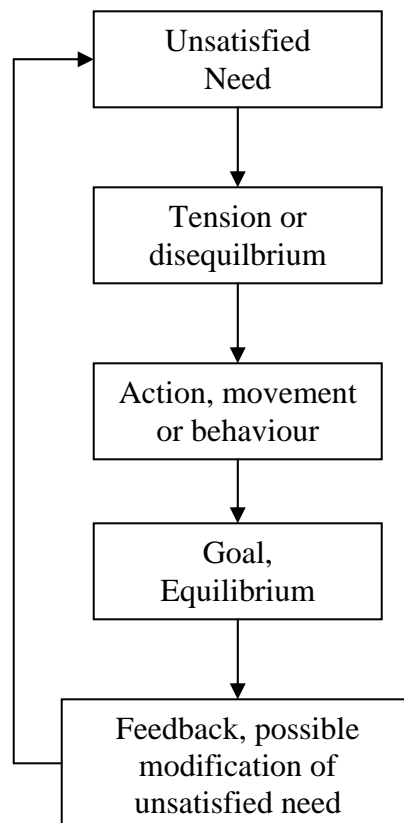 Unsatisfied
Need
Tension or
disequilbrium
Action, movement
or behaviour
Goal,
Equilibrium
Feedback, possible
modification of
unsatisfied need